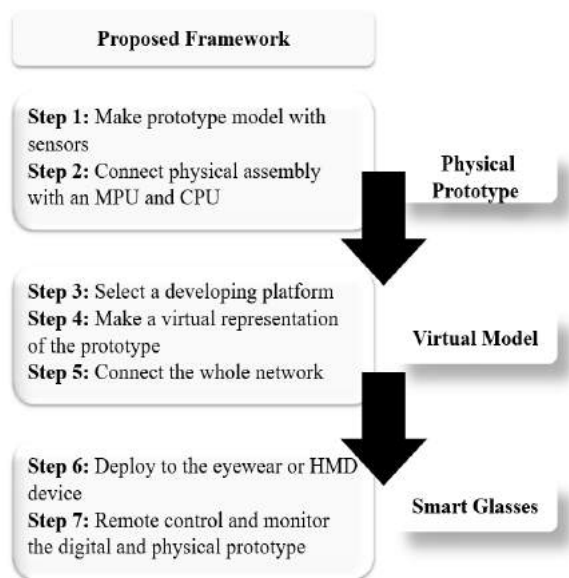 Proposed Framework
Step 1: Make prototype model with
sensors
Step 2: Connect physical assembly
with an MPU and CPU
Physical
Prototype
Step 3: Select a developing platform
Step 4: Make a virtual representation
of the prototype
Step 5: Connect the whole network
Virtual Model
Step 6: Deploy to the eyewear or HMD
device
Step 7: Remote control and monitor
the digital and physical prototype
Smart Glasses